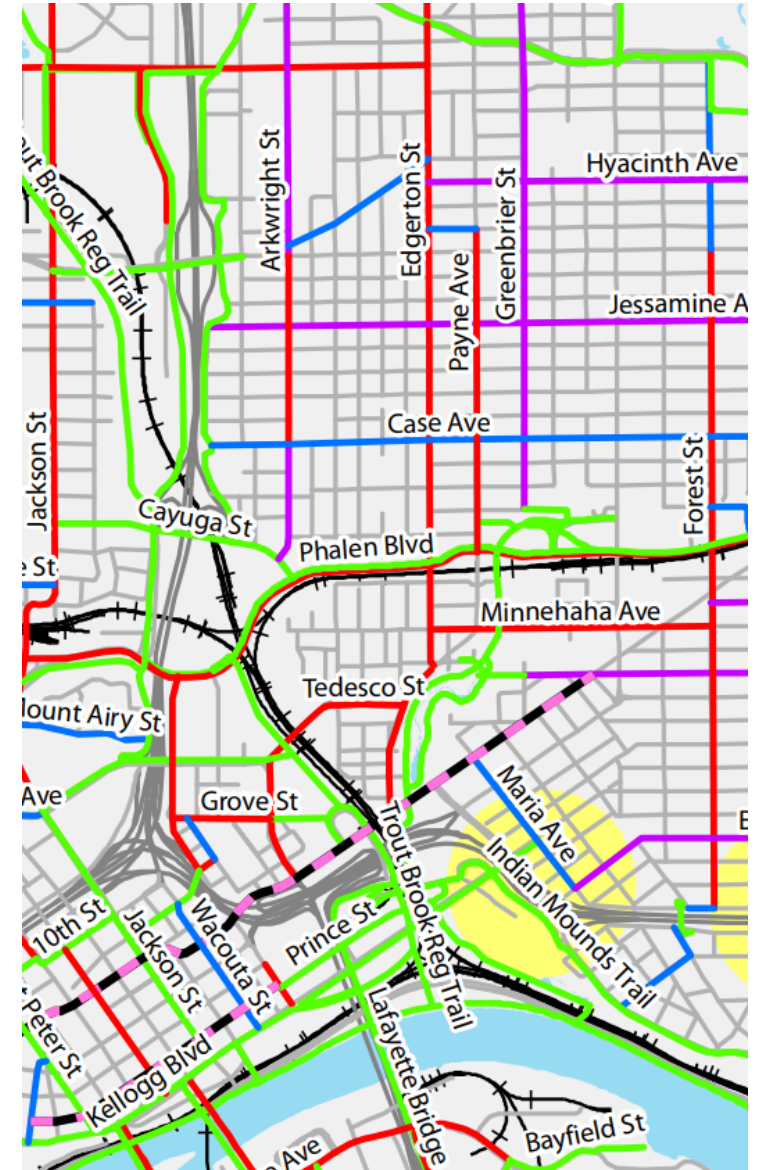 Hyacinth Ave
Arkwright St
Edgerton St
Greenbrier St
out Brook Reg Trail
Payne Ave
Jessamine A
Case Ave
Jackson St
Forest St
Cayuga St
Phalen Blvd
e St
Minnehaha Ave
Tedesco St
Mount Airy St
Ave
Grove St
Maria Ave
Trout Brook Reg Trail
Indian Mounds Trail
E
10th St
Jackson St
Wacouta St
Prince St
t Peter St
Lafayette Bridge
Kellogg Blvd
Bayfield St
e Ave